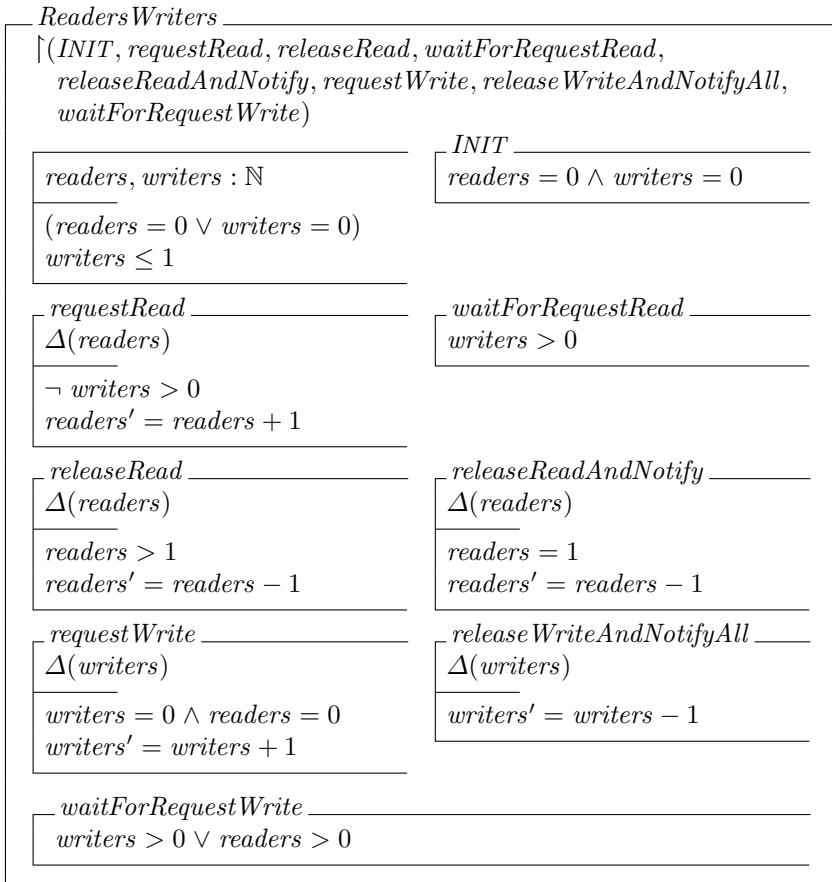 ReadersWriters
↾(INIT, requestRead, releaseRead, waitForRequestRead,
releaseReadAndNotify, requestWrite, releaseWriteAndNotifyAll,
waitForRequestWrite)
readers, writers : ℕ
(readers = 0 ∨ writers = 0)
writers ≤ 1
INIT
readers = 0 ∧ writers = 0
requestRead
Δ(readers)
¬ writers > 0
readers′ = readers + 1
waitForRequestRead
writers > 0
releaseRead
Δ(readers)
readers > 1
readers′ = readers − 1
releaseReadAndNotify
Δ(readers)
readers = 1
readers′ = readers − 1
requestWrite
Δ(writers)
writers = 0 ∧ readers = 0
writers′ = writers + 1
releaseWriteAndNotifyAll
Δ(writers)
writers′ = writers − 1
waitForRequestWrite
writers > 0 ∨ readers > 0